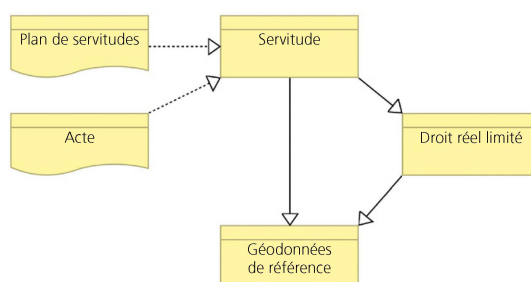 Plan de servitudes
Servitude
Acte
Droit réel limité
Géodonnées
de référence